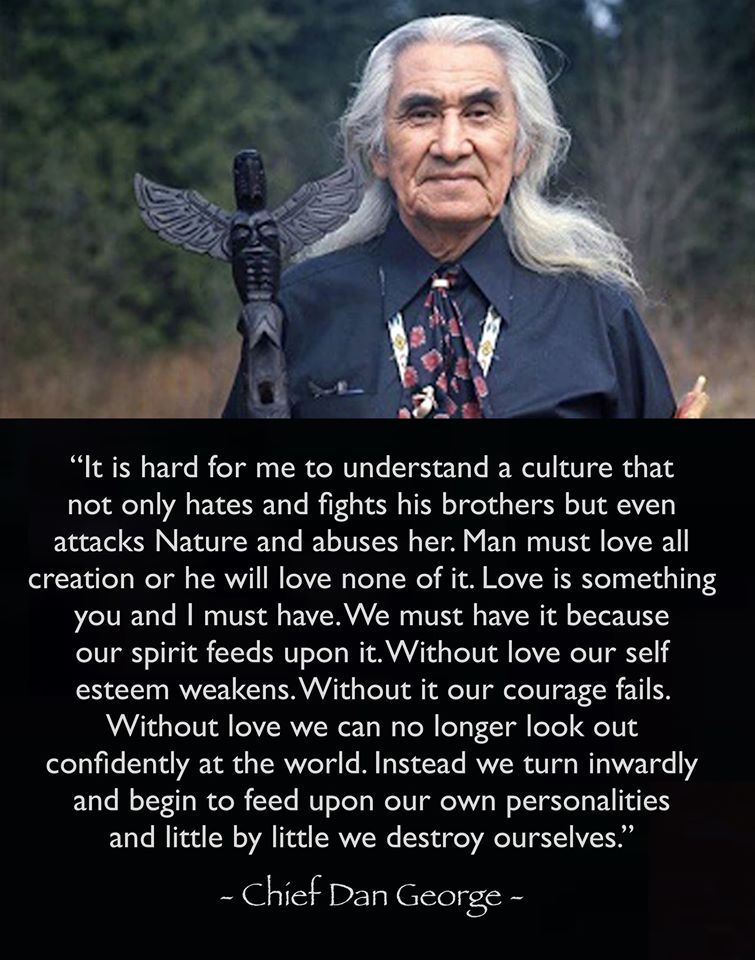 “It is hard for me to understand a culture that
not only hates and fights his brothers but even
attacks Nature and abuses her. Man must love all
creation or he will love none of it. Love is something
you and I must have. We must have it because
our spirit feeds upon it. Without love our self
esteem weakens. Without it our courage fails.
Without love we can no longer look out
confidently at the world. Instead we turn inwardly
and begin to feed upon our own personalities
and little by little we destroy ourselves.”
~ Chief Dan George ~